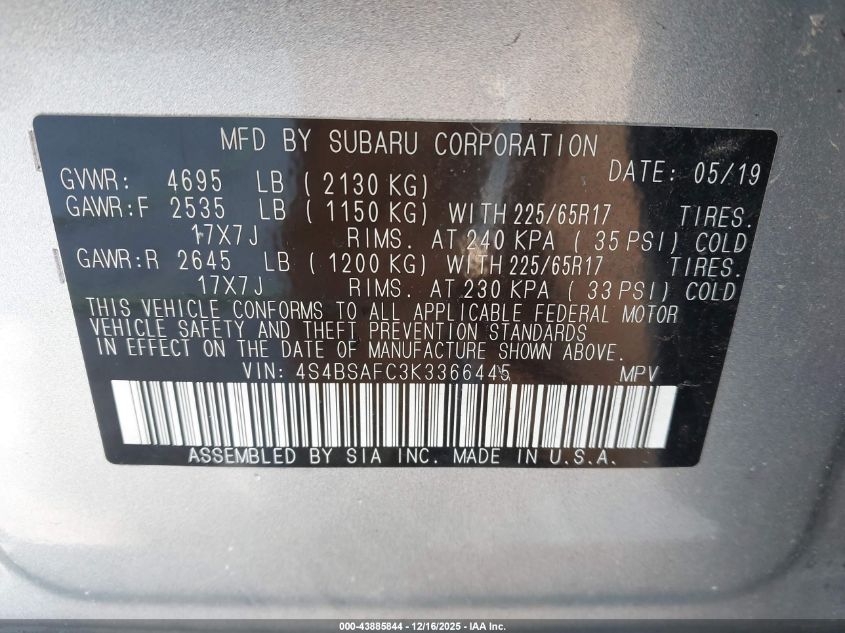 MFD BY SUBARU CORPORATION
GVWR: 4695 LB (2130 KG) DATE: 05/19
GAWR:F 2535 LB (1150 KG) WITH 225/65R17 TIRES.
17X7J RIMS. AT 240 KPA ( 35 PSI) COLD
GAWR:R 2645 LB (1200 KG) WITH 225/65R17 TIRES.
17X7J RIMS. AT 230 KPA ( 33 PSI) COLD
THIS VEHICLE CONFORMS TO ALL APPLICABLE FEDERAL MOTOR
VEHICLE SAFETY AND THEFT PREVENTION STANDARDS
IN EFFECT ON THE DATE OF MANUFACTURE SHOWN ABOVE.
VIN: 4S4BSAFC3K3366445 MPV
ASSEMBLED BY SIA INC. MADE IN U.S.A.
000-43885844 - 12/16/2025 - IAA Inc.